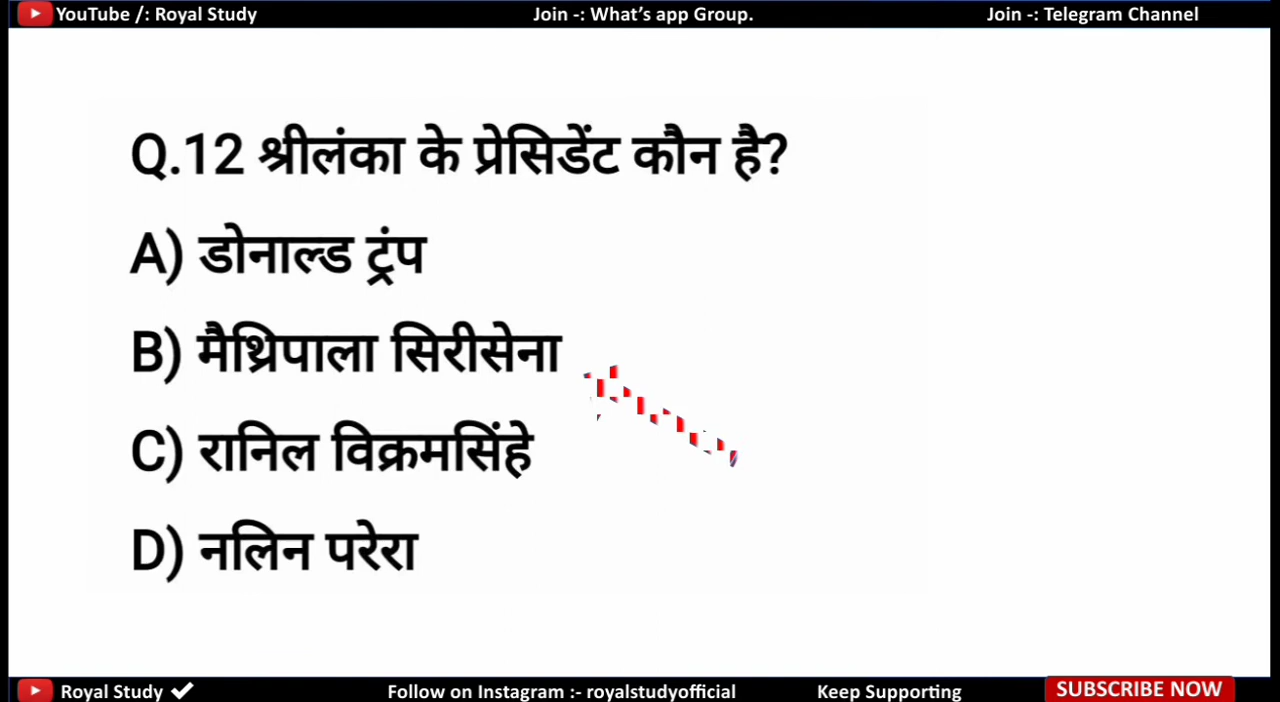 YouTube /: Royal Study Join -: What’s app Group. Join -: Telegram Channel
Q.12 श्रीलंका के प्रेसिडेंट कौन है?
A) डोनाल्ड ट्रंप
B) मैथ्रिपाला सिरीसेना
C) रानिल विक्रमसिंहे
D) नलिन परेरा
Royal Study Follow on Instagram :- royalstudyofficial Keep Supporting SUBSCRIBE NOW